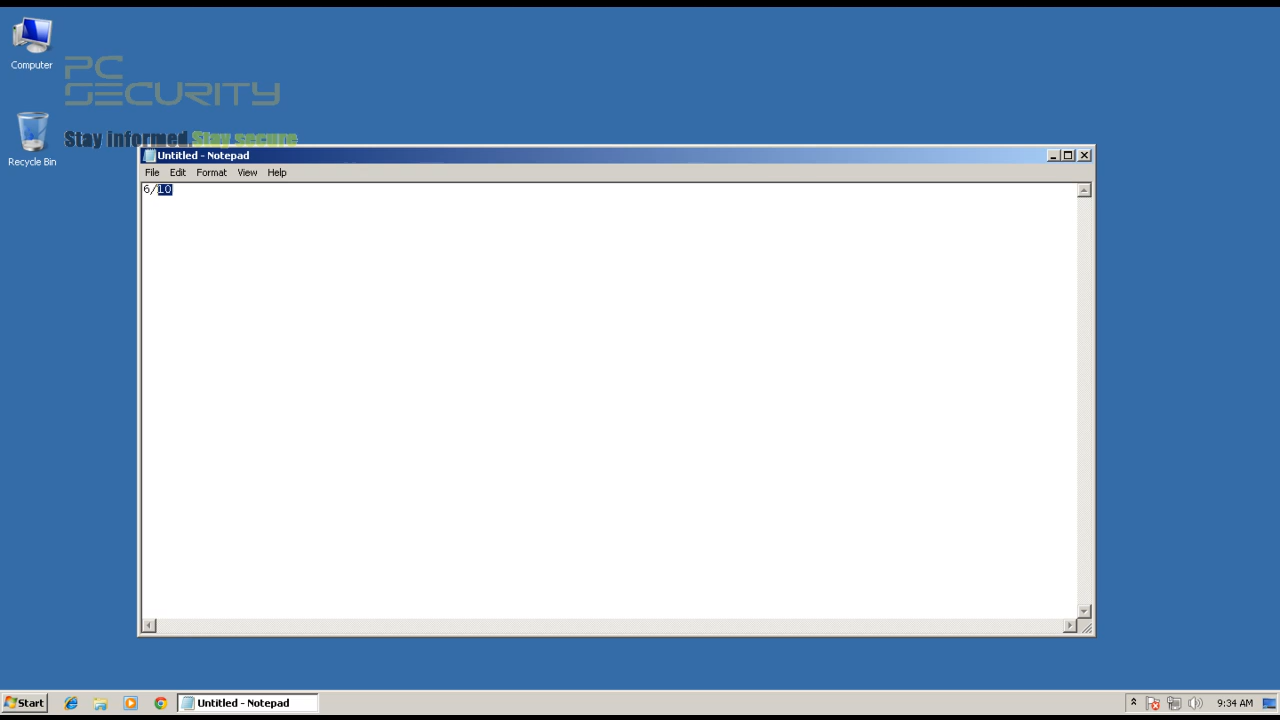 Computer
PC
SECURITY
Stay informed.Stay secure
Recycle Bin
Untitled - Notepad
File Edit Format View Help
6/10
Start
Untitled - Notepad
9:34 AM